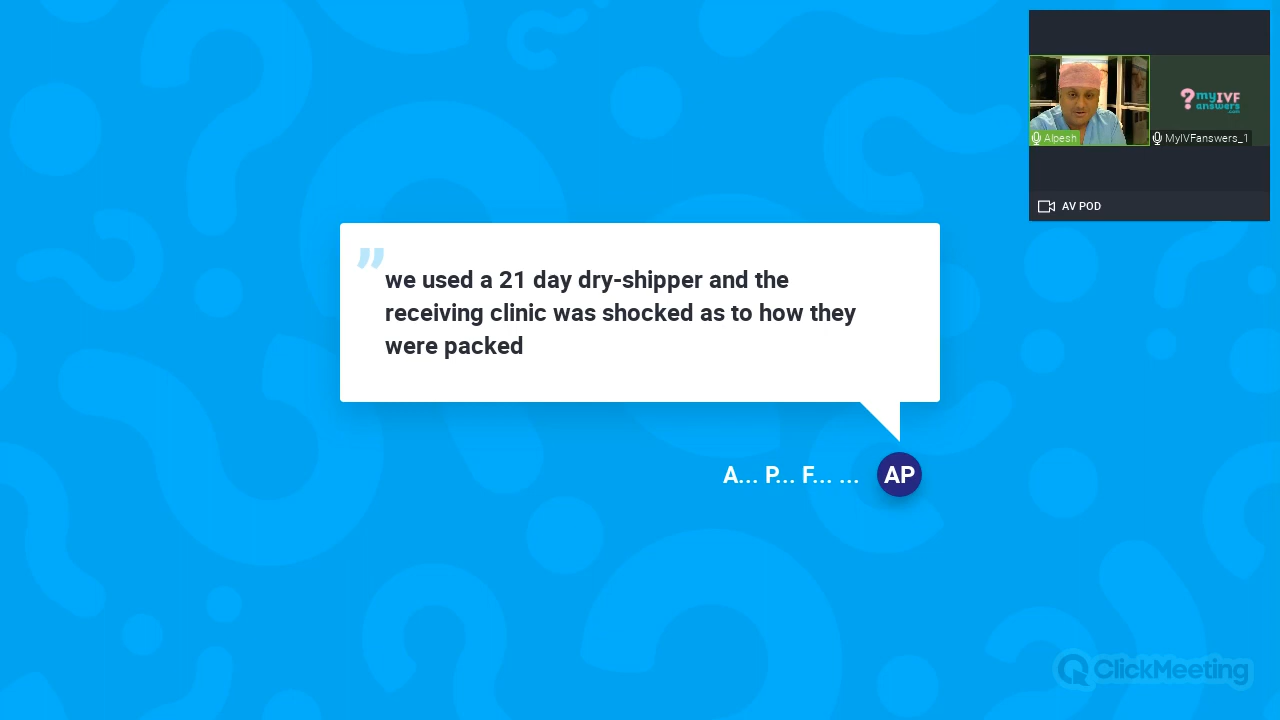 ?myIVF
answers
.com
Alpesh
MyIVFanswers_1
AV POD
”
we used a 21 day dry-shipper and the
receiving clinic was shocked as to how they
were packed
A... P... F... ...
AP
ClickMeeting